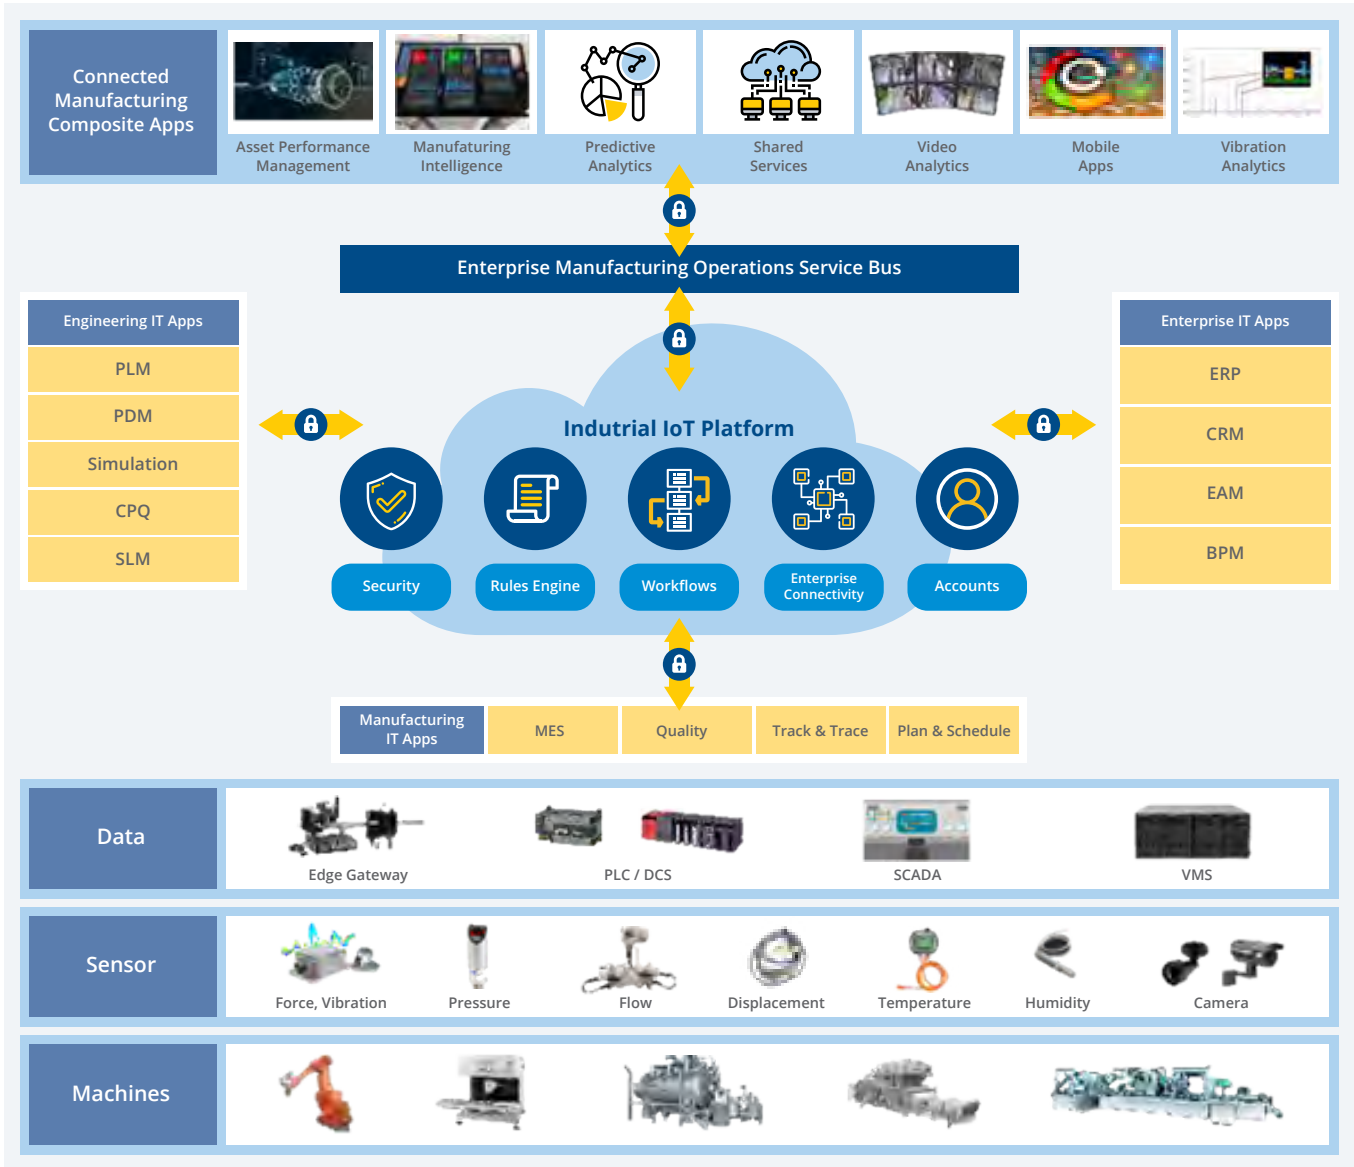 Connected
Manufacturing
Composite Apps
Asset Performance
Management
Manufaturing
Intelligence
Predictive
Analytics
Shared
Services
Video
Analytics
Mobile
Apps
Vibration
Analytics
Enterprise Manufacturing Operations Service Bus
Engineering IT Apps
PLM
PDM
Simulation
CPQ
SLM
Indutrial IoT Platform
Security
Rules Engine
Workflows
Enterprise
Connectivity
Accounts
Enterprise IT Apps
ERP
CRM
EAM
BPM
Manufacturing
IT Apps
MES
Quality
Track & Trace
Plan & Schedule
Data
Edge Gateway
PLC / DCS
SCADA
VMS
Sensor
Force, Vibration
Pressure
Flow
Displacement
Temperature
Humidity
Camera
Machines